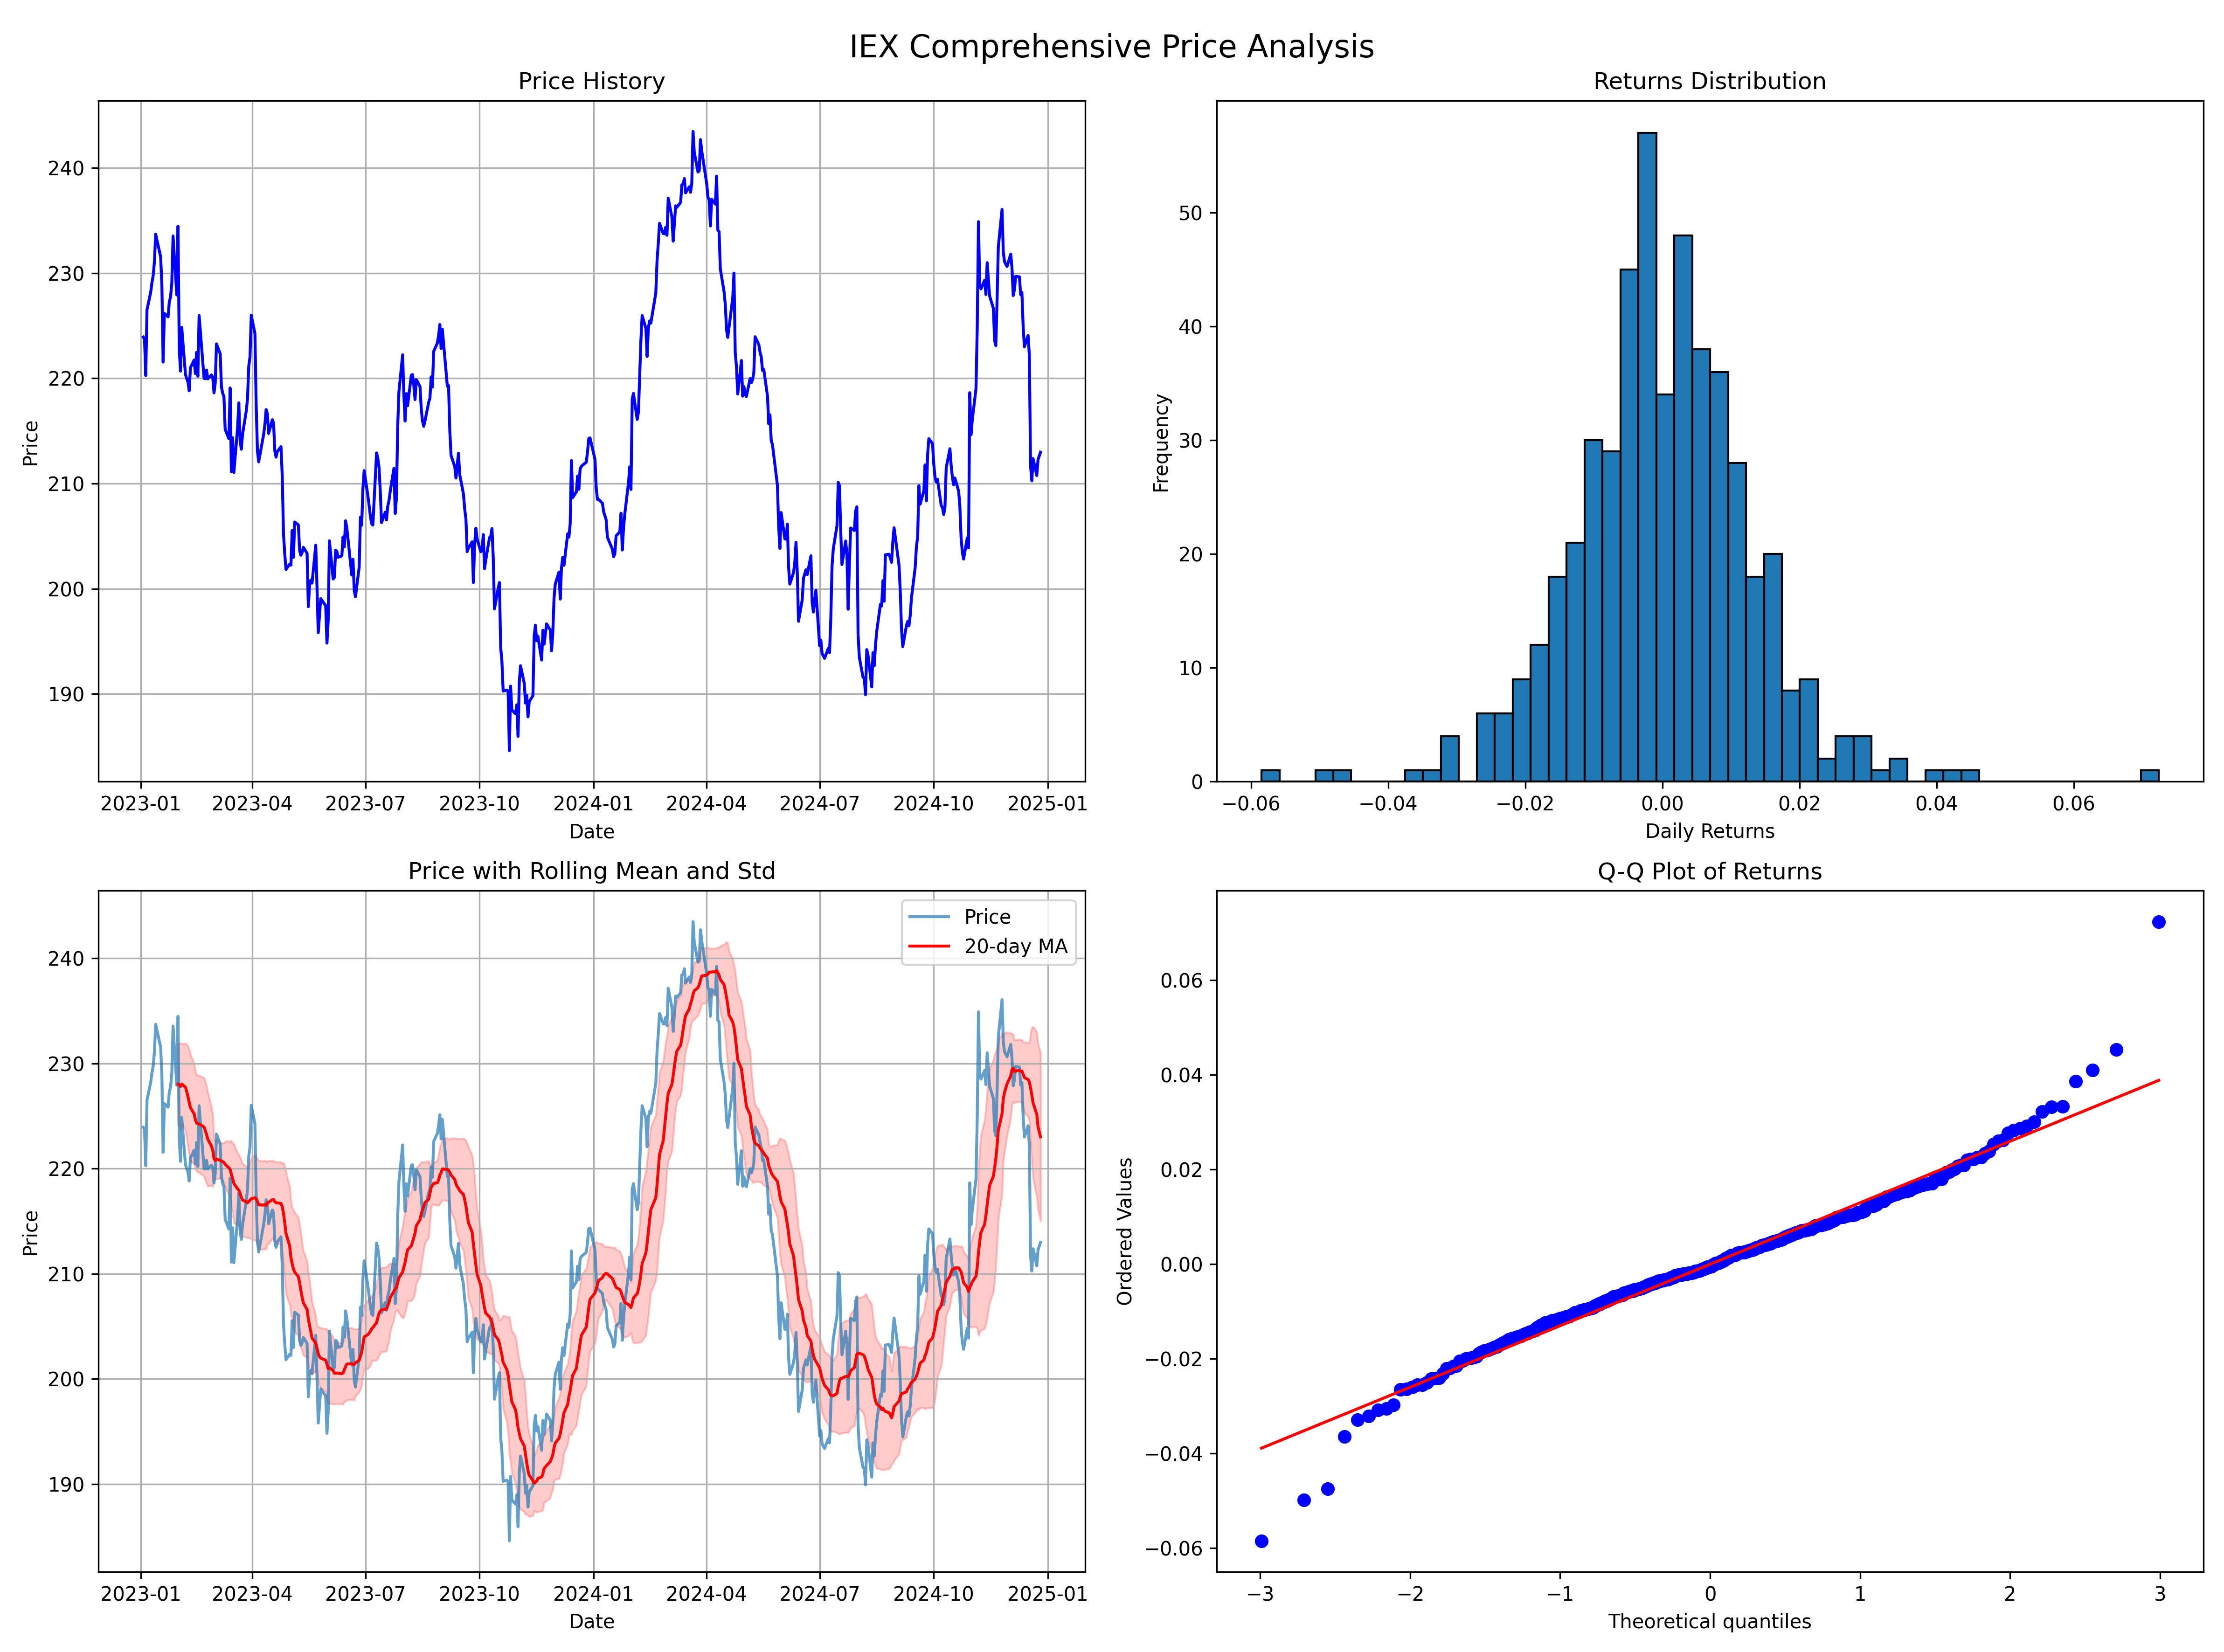 IEX Comprehensive Price Analysis
Price History
240
230
220
210
200
190
Price
2023-01 2023-04 2023-07 2023-10 2024-01 2024-04 2024-07 2024-10 2025-01
Date
Returns Distribution
50
40
30
20
10
0
Frequency
−0.06 −0.04 −0.02 0.00 0.02 0.04 0.06
Daily Returns
Price with Rolling Mean and Std
Price
20-day MA
240
230
220
210
200
190
Price
2023-01 2023-04 2023-07 2023-10 2024-01 2024-04 2024-07 2024-10 2025-01
Date
Q-Q Plot of Returns
0.06
0.04
0.02
0.00
−0.02
−0.04
−0.06
Ordered Values
−3 −2 −1 0 1 2 3
Theoretical quantiles